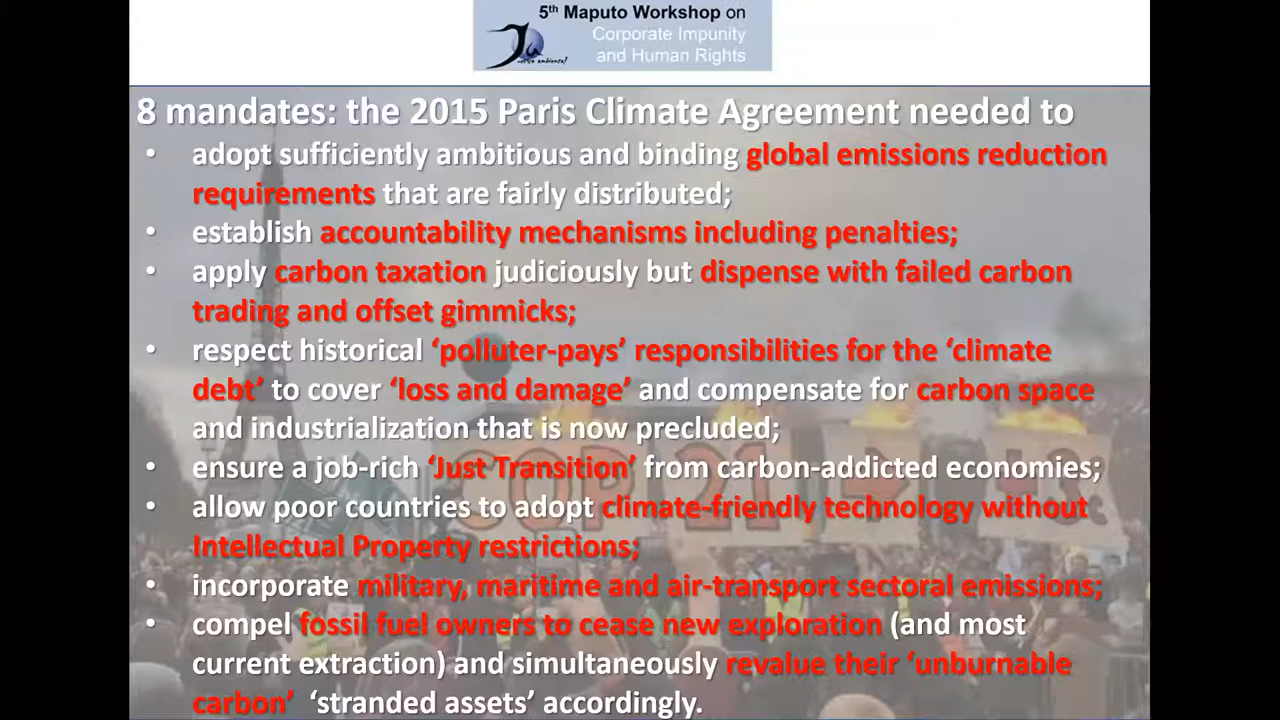 5th Maputo Workshop on
Corporate Impunity
and Human Rights
8 mandates: the 2015 Paris Climate Agreement needed to
• adopt sufficiently ambitious and binding global emissions reduction
requirements that are fairly distributed;
• establish accountability mechanisms including penalties;
• apply carbon taxation judiciously but dispense with failed carbon
trading and offset gimmicks;
• respect historical ‘polluter-pays’ responsibilities for the ‘climate
debt’ to cover ‘loss and damage’ and compensate for carbon space
and industrialization that is now precluded;
• ensure a job-rich ‘Just Transition’ from carbon-addicted economies;
• allow poor countries to adopt climate-friendly technology without
Intellectual Property restrictions;
• incorporate military, maritime and air-transport sectoral emissions;
• compel fossil fuel owners to cease new exploration (and most
current extraction) and simultaneously revalue their ‘unburnable
carbon’ ‘stranded assets’ accordingly.
COP 21